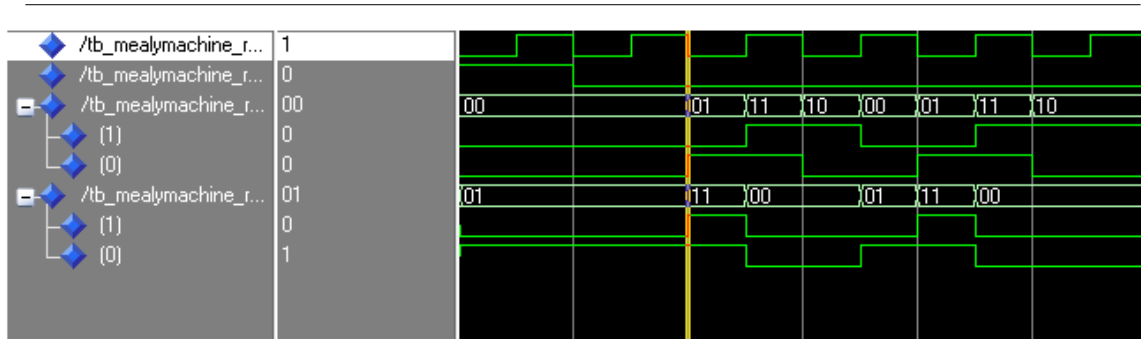 /tb_mealymachine_r... 1
/tb_mealymachine_r... 0
/tb_mealymachine_r... 00 00 01 11 10 00 01 11 10
(1) 0
(0) 0
/tb_mealymachine_r... 01 01 11 00 01 11 00
(1) 0
(0) 1